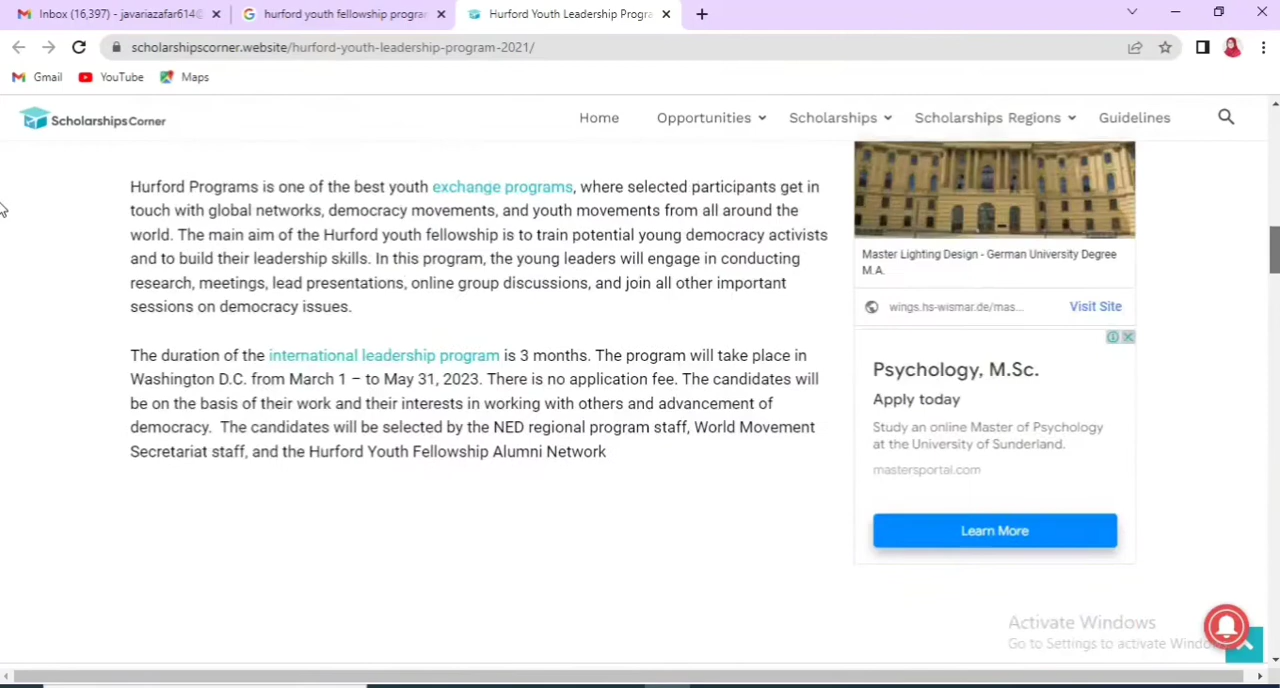 Inbox (16,397) - javariazafar614@
hurford youth fellowship program
Hurford Youth Leadership Progra
scholarshipscorner.website/hurford-youth-leadership-program-2021/
Gmail
YouTube
Maps
ScholarshipsCorner
Home
Opportunities
Scholarships
Scholarships Regions
Guidelines
Hurford Programs is one of the best youth exchange programs, where selected participants get in
touch with global networks, democracy movements, and youth movements from all around the
world. The main aim of the Hurford youth fellowship is to train potential young democracy activists
and to build their leadership skills. In this program, the young leaders will engage in conducting
research, meetings, lead presentations, online group discussions, and join all other important
sessions on democracy issues.
The duration of the international leadership program is 3 months. The program will take place in
Washington D.C. from March 1 – to May 31, 2023. There is no application fee. The candidates will
be on the basis of their work and their interests in working with others and advancement of
democracy.  The candidates will be selected by the NED regional program staff, World Movement
Secretariat staff, and the Hurford Youth Fellowship Alumni Network
Master Lighting Design - German University Degree
M.A.
wings.hs-wismar.de/mas...
Visit Site
Psychology, M.Sc.
Apply today
Study an online Master of Psychology
at the University of Sunderland.
mastersportal.com
Learn More
Activate Windows
Go to Settings to activate Windo